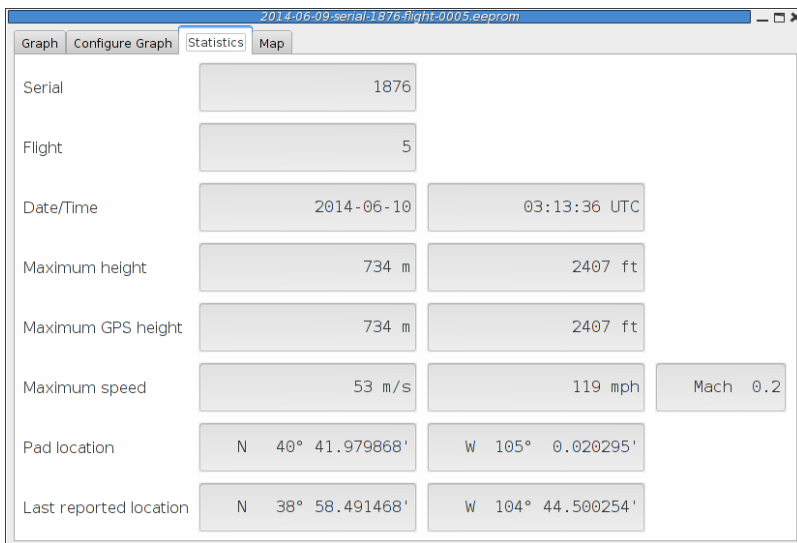 2014-06-09-serial-1876-flight-0005.eeprom
Graph Configure Graph Statistics Map
Serial 1876
Flight 5
Date/Time 2014-06-10 03:13:36 UTC
Maximum height 734 m 2407 ft
Maximum GPS height 734 m 2407 ft
Maximum speed 53 m/s 119 mph Mach 0.2
Pad location N 40° 41.979868' W 105° 0.020295'
Last reported location N 38° 58.491468' W 104° 44.500254'